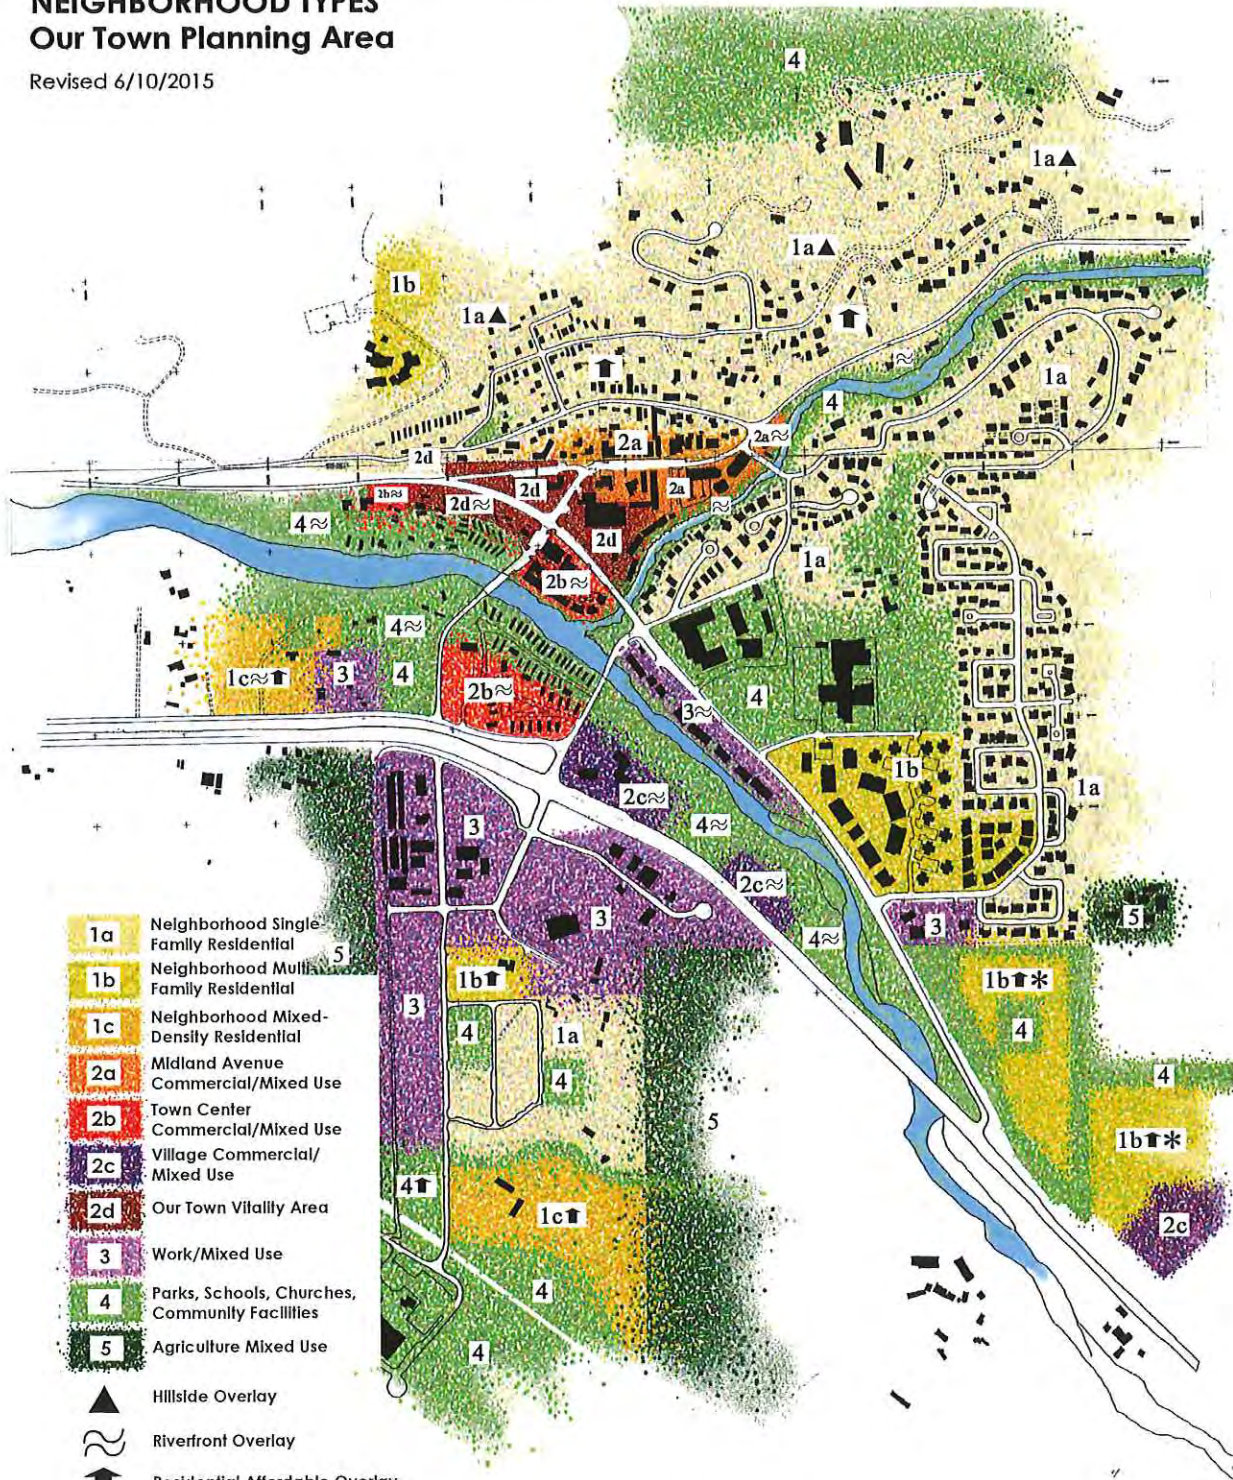 NEIGHBORHOOD TYPES
Our Town Planning Area
Revised 6/10/2015
4
1a▲
1a▲
1b
1a▲
1a
4
2a
2a≈
2d
2a
2b≈
2d≈
2d
4≈
2d
1a
2b≈
4≈
1c≈⬆
3
4
2b≈
4
3≈
1b
2c≈
1a
4≈
3
2c≈
3
4≈
3
5
5
1b⬆
1b⬆*
3
4
1a
4
4
4
5
1b⬆*
4⬆
1c⬆
2c
4
4
1a Neighborhood Single
Family Residential
1b Neighborhood Multi
Family Residential
1c Neighborhood Mixed-
Density Residential
2a Midland Avenue
Commercial/Mixed Use
2b Town Center
Commercial/Mixed Use
2c Village Commercial/
Mixed Use
2d Our Town Vitality Area
3 Work/Mixed Use
4 Parks, Schools, Churches,
Community Facilities
5 Agriculture Mixed Use
▲ Hillside Overlay
≈ Riverfront Overlay
⬆ Residential Affordable Overlay